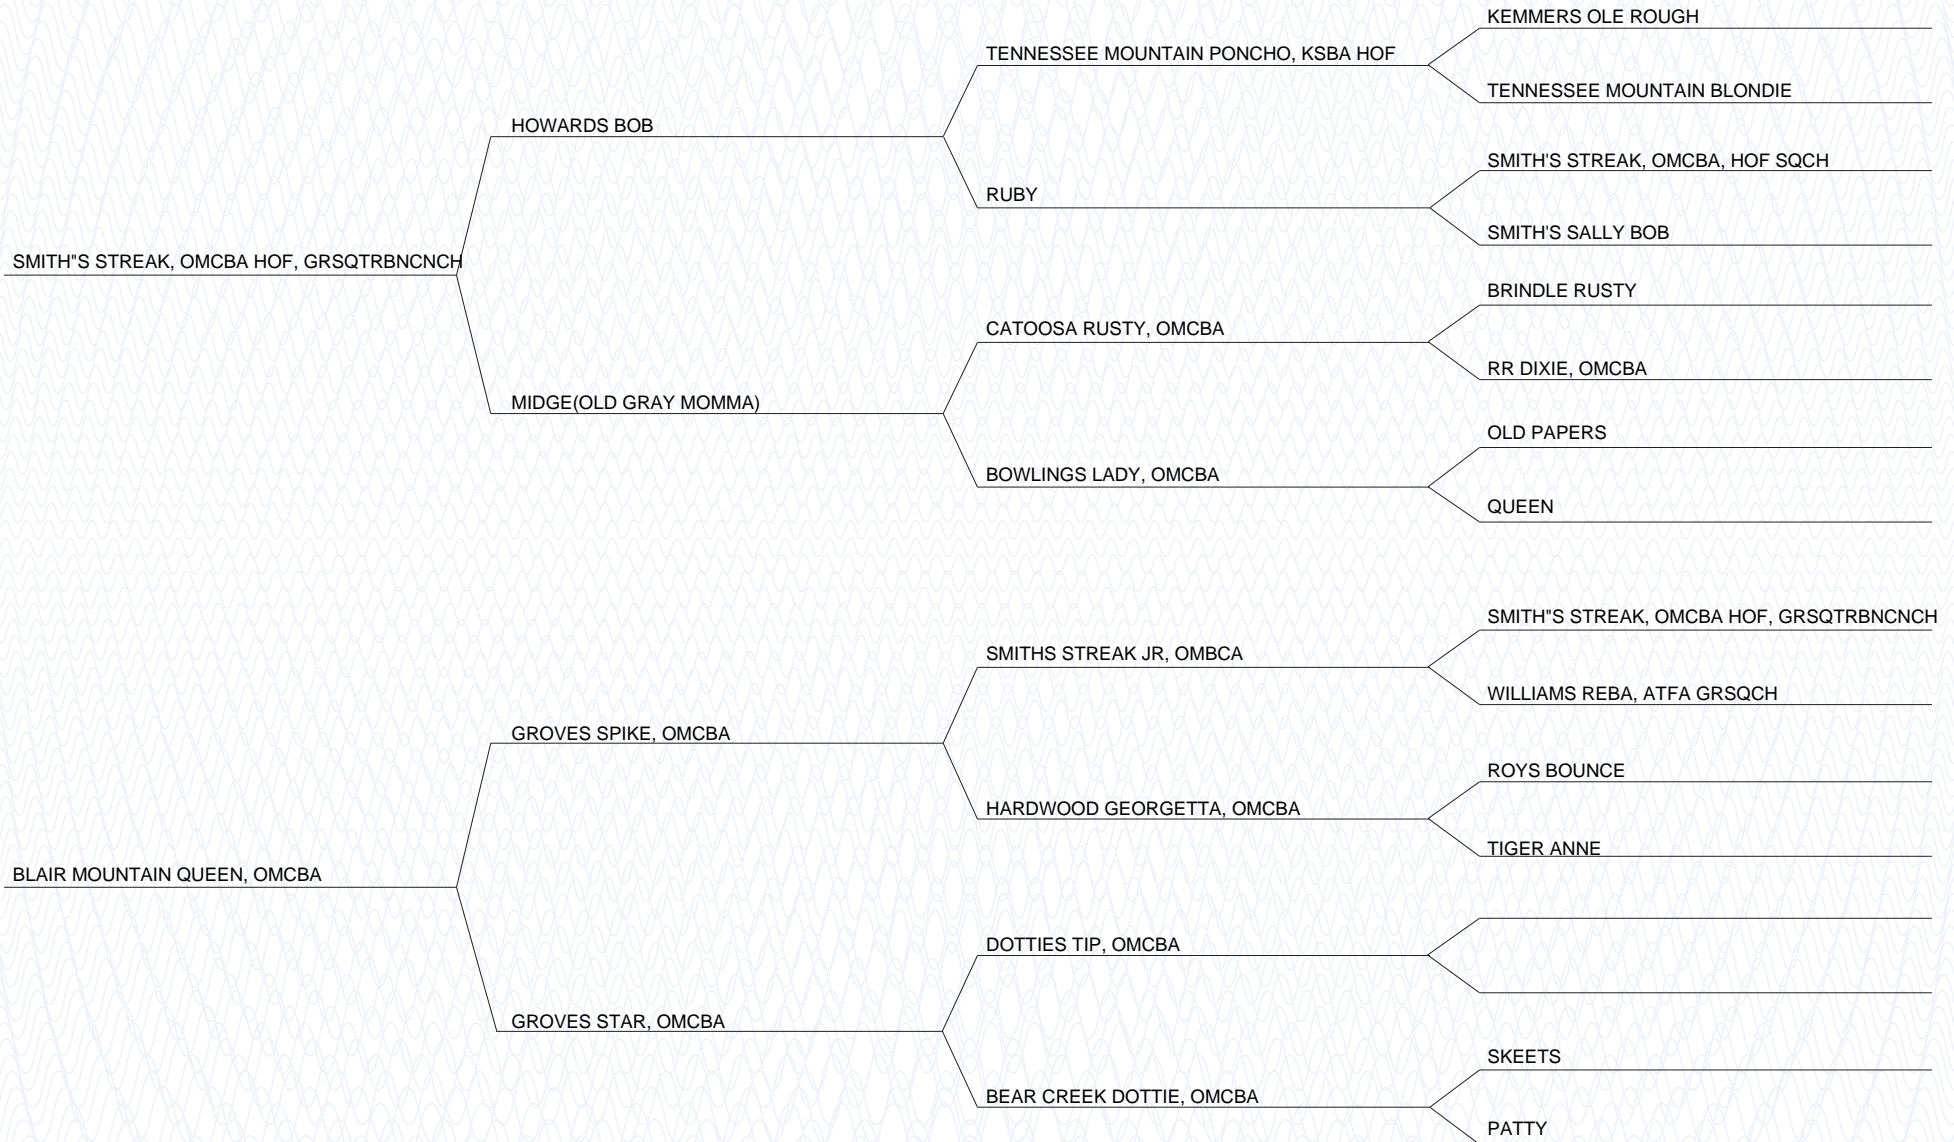 KEMMERS OLE ROUGH
TENNESSEE MOUNTAIN PONCHO, KSBA HOF
TENNESSEE MOUNTAIN BLONDIE
HOWARDS BOB
SMITH'S STREAK, OMCBA, HOF SQCH
RUBY
SMITH'S SALLY BOB
SMITH"S STREAK, OMCBA HOF, GRSQTRBNCNCH
BRINDLE RUSTY
CATOOSA RUSTY, OMCBA
RR DIXIE, OMCBA
MIDGE(OLD GRAY MOMMA)
OLD PAPERS
BOWLINGS LADY, OMCBA
QUEEN
SMITH"S STREAK, OMCBA HOF, GRSQTRBNCNCH
SMITHS STREAK JR, OMBCA
WILLIAMS REBA, ATFA GRSQCH
GROVES SPIKE, OMCBA
ROYS BOUNCE
HARDWOOD GEORGETTA, OMCBA
TIGER ANNE
BLAIR MOUNTAIN QUEEN, OMCBA
DOTTIES TIP, OMCBA
GROVES STAR, OMCBA
SKEETS
BEAR CREEK DOTTIE, OMCBA
PATTY